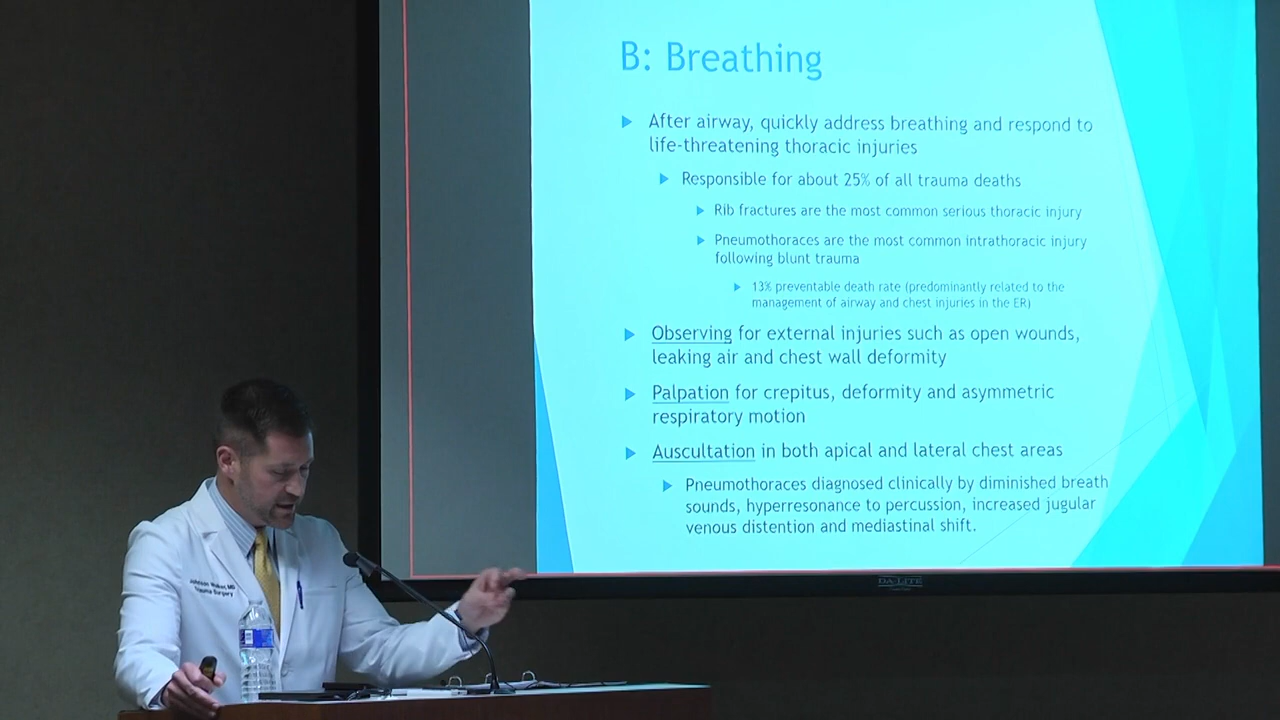 B: Breathing
After airway, quickly address breathing and respond to
life-threatening thoracic injuries
Responsible for about 25% of all trauma deaths
Rib fractures are the most common serious thoracic injury
Pneumothoraces are the most common intrathoracic injury
following blunt trauma
13% preventable death rate (predominantly related to the
management of airway and chest injuries in the ER)
Observing for external injuries such as open wounds,
leaking air and chest wall deformity
Palpation for crepitus, deformity and asymmetric
respiratory motion
Auscultation in both apical and lateral chest areas
Pneumothoraces diagnosed clinically by diminished breath
sounds, hyperresonance to percussion, increased jugular
venous distention and mediastinal shift.
DA-LITE
Johnson
Trauma Surgery